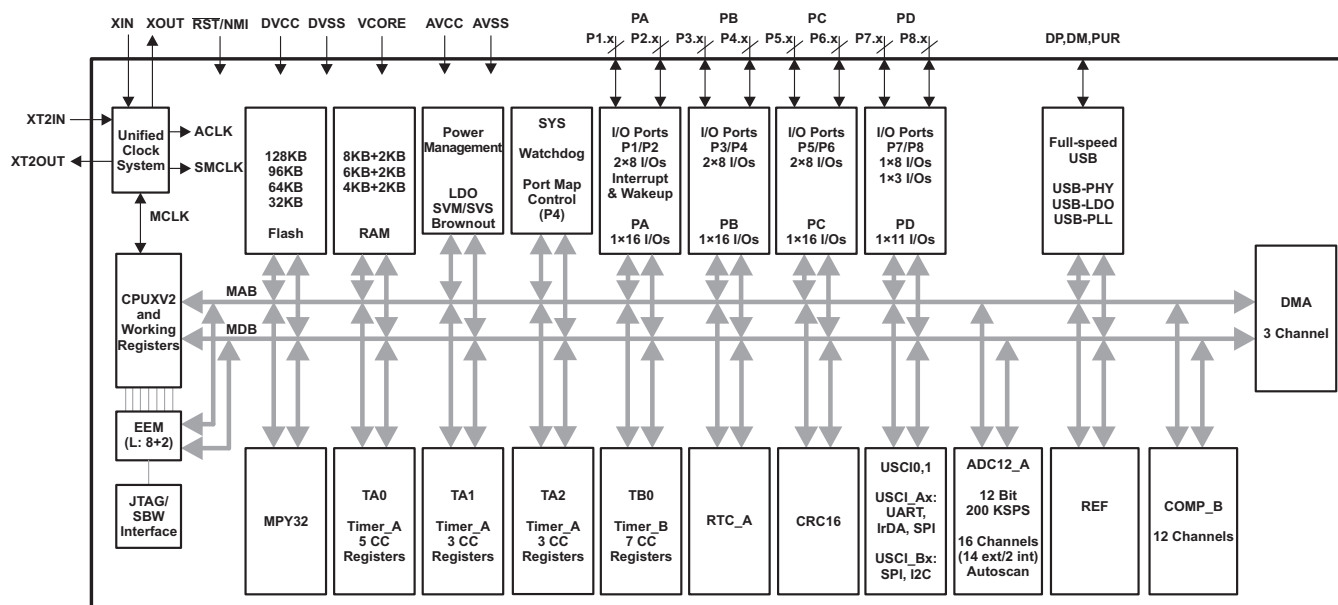 XIN
XOUT
RST/NMI
DVCC
DVSS
VCORE
AVCC
AVSS
PA
P1.x
P2.x
PB
P3.x
P4.x
PC
P5.x
P6.x
PD
P7.x
P8.x
DP,DM,PUR
XT2IN
XT2OUT
Unified
Clock
System
ACLK
SMCLK
MCLK
128KB
96KB
64KB
32KB
Flash
8KB+2KB
6KB+2KB
4KB+2KB
RAM
Power
Management
LDO
SVM/SVS
Brownout
SYS
Watchdog
Port Map
Control
(P4)
I/O Ports
P1/P2
2×8 I/Os
Interrupt
& Wakeup
PA
1×16 I/Os
I/O Ports
P3/P4
2×8 I/Os
PB
1×16 I/Os
I/O Ports
P5/P6
2×8 I/Os
PC
1×16 I/Os
I/O Ports
P7/P8
1×8 I/Os
1×3 I/Os
PD
1×11 I/Os
Full-speed
USB
USB-PHY
USB-LDO
USB-PLL
CPUXV2
and
Working
Registers
MAB
MDB
DMA
3 Channel
EEM
(L: 8+2)
JTAG/
SBW
Interface
MPY32
TA0
Timer_A
5 CC
Registers
TA1
Timer_A
3 CC
Registers
TA2
Timer_A
3 CC
Registers
TB0
Timer_B
7 CC
Registers
RTC_A
CRC16
USCI0,1
USCI_Ax:
UART,
IrDA, SPI
USCI_Bx:
SPI, I2C
ADC12_A
12 Bit
200 KSPS
16 Channels
(14 ext/2 int)
Autoscan
REF
COMP_B
12 Channels